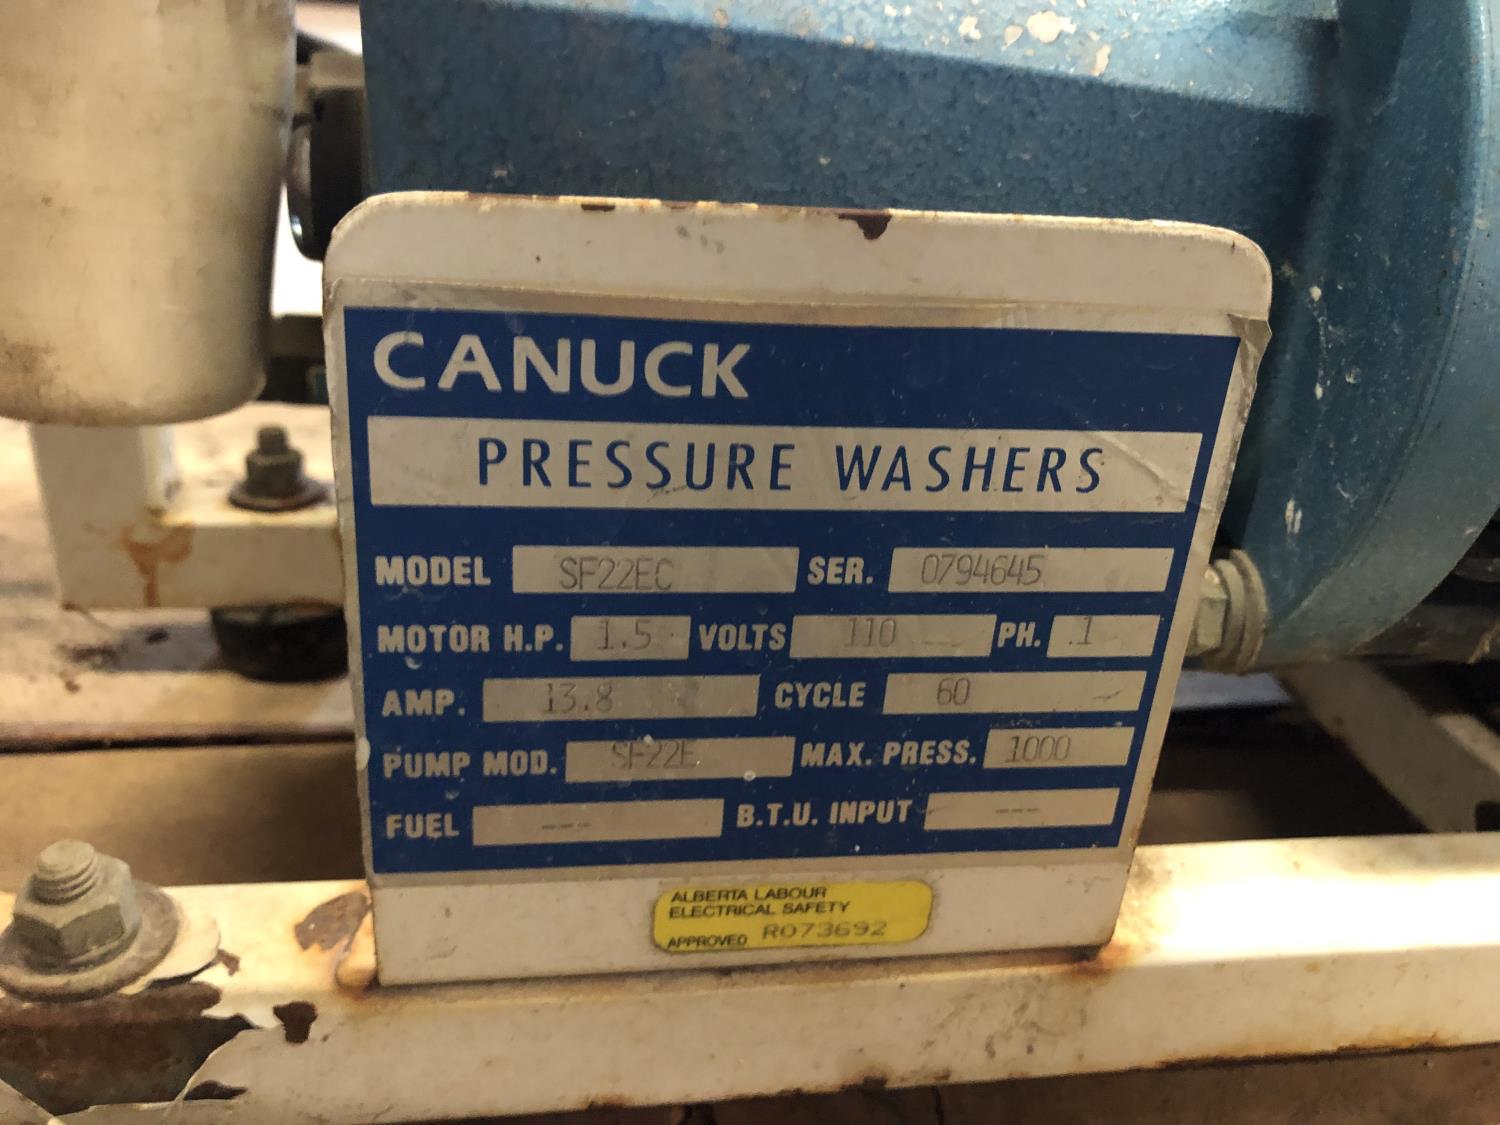 CANUCK
PRESSURE WASHERS
MODEL SF22EC SER. 0794645
MOTOR H.P. 1.5 VOLTS 110 PH. 1
AMP. 13.8 CYCLE 60
PUMP MOD. SF22E MAX. PRESS. 1000
FUEL --- B.T.U. INPUT ---
ALBERTA LABOUR
ELECTRICAL SAFETY
APPROVED R073692